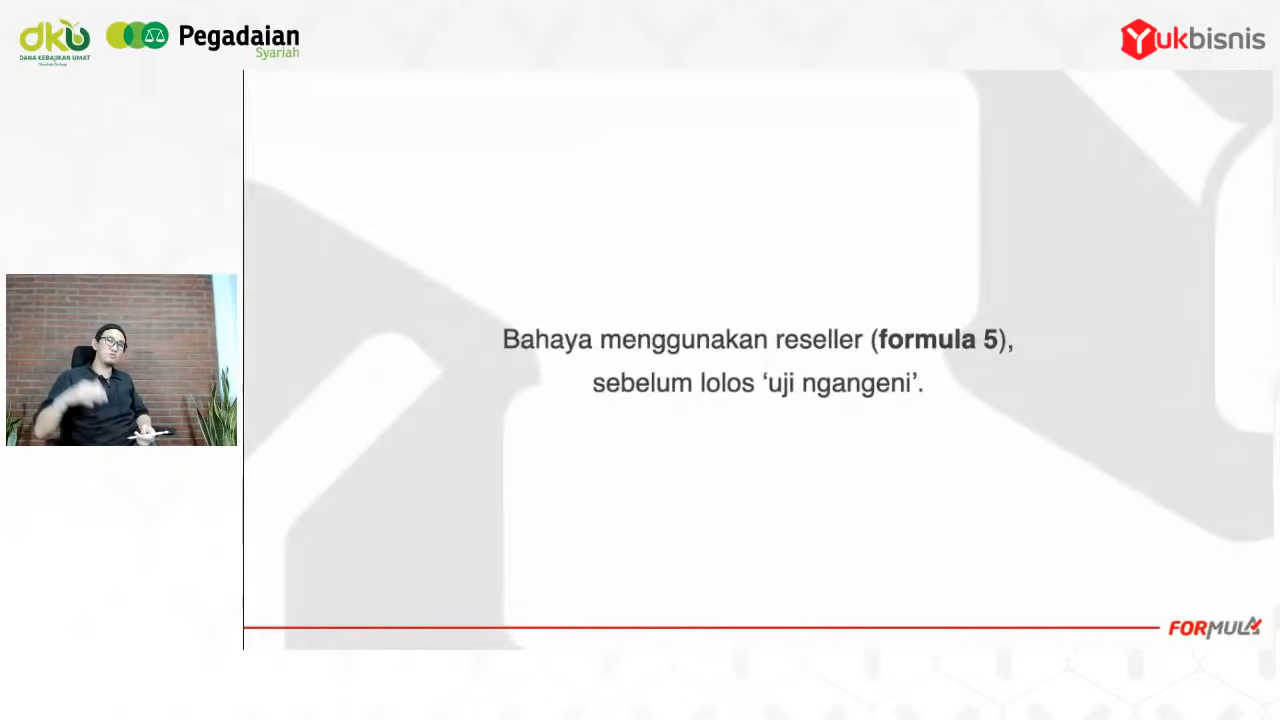 dku
DANA KEBAJIKAN UMAT
Pegadaian
Syariah
Yukbisnis
Bahaya menggunakan reseller (formula 5),
sebelum lolos ‘uji ngangeni’.
FORMULA